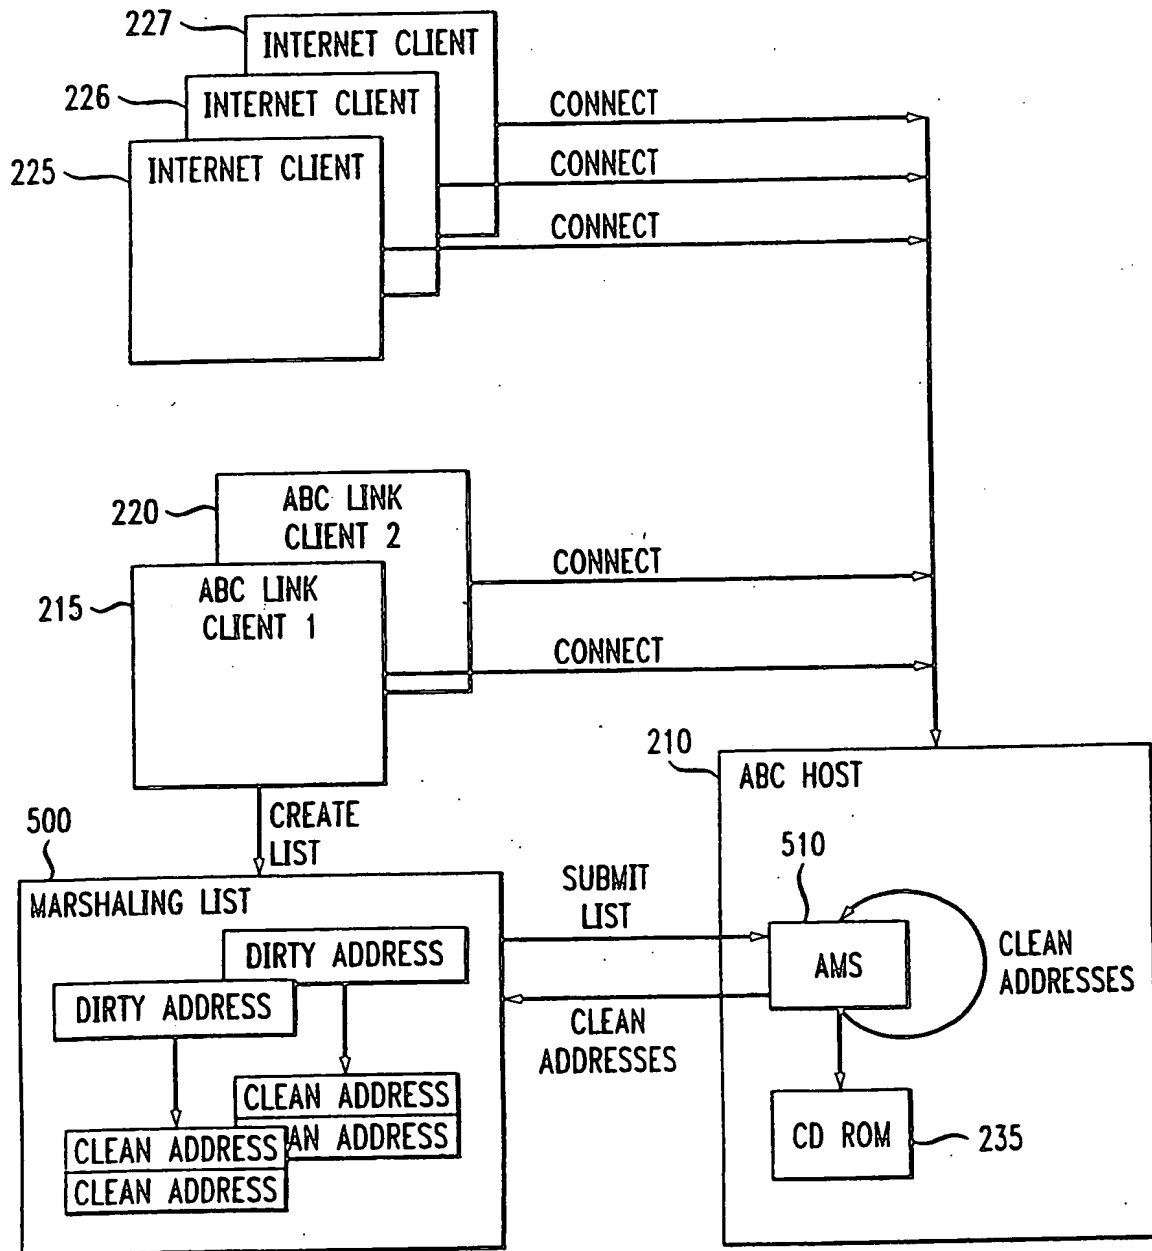 227
INTERNET CLIENT
226
INTERNET CLIENT
225
INTERNET CLIENT
CONNECT
CONNECT
CONNECT
220
ABC LINK
CLIENT 2
215
ABC LINK
CLIENT 1
CONNECT
CONNECT
210
ABC HOST
500
CREATE
LIST
MARSHALING LIST
DIRTY ADDRESS
DIRTY ADDRESS
CLEAN ADDRESS
AN ADDRESS
CLEAN ADDRESS
CLEAN ADDRESS
SUBMIT
LIST
CLEAN
ADDRESSES
510
AMS
CLEAN
ADDRESSES
CD ROM
235